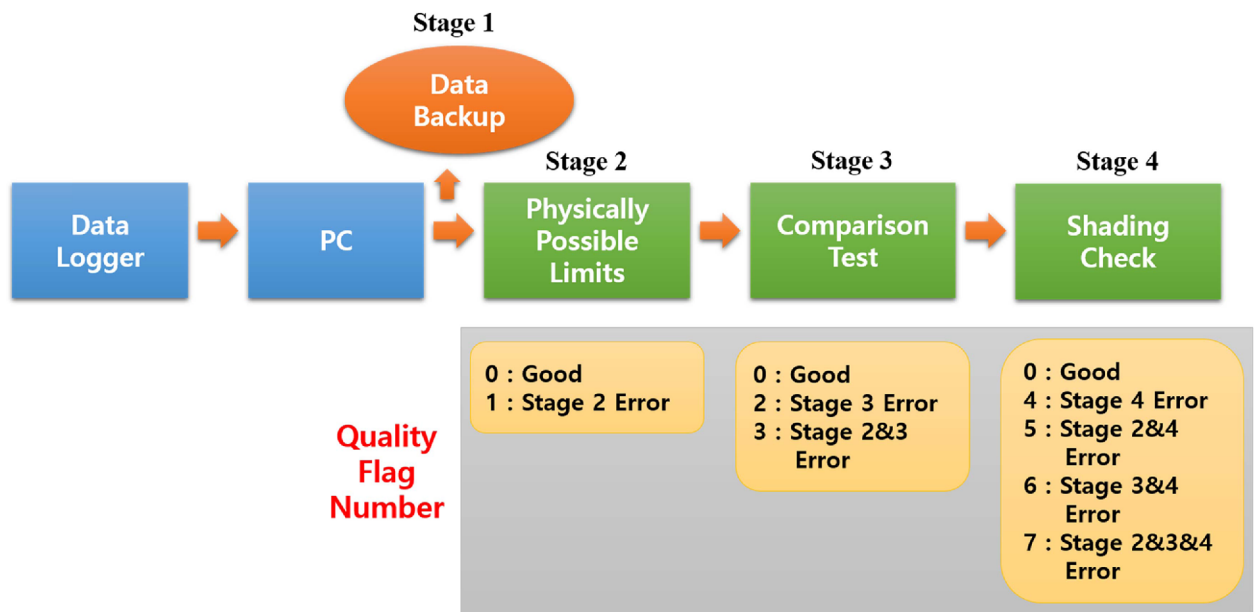 Stage 1
Data
Backup
Stage 2
Stage 3
Stage 4
Data
Logger
PC
Physically
Possible
Limits
Comparison
Test
Shading
Check
Quality
Flag
Number
0 : Good
1 : Stage 2 Error
0 : Good
2 : Stage 3 Error
3 : Stage 2&3
Error
0 : Good
4 : Stage 4 Error
5 : Stage 2&4
Error
6 : Stage 3&4
Error
7 : Stage 2&3&4
Error